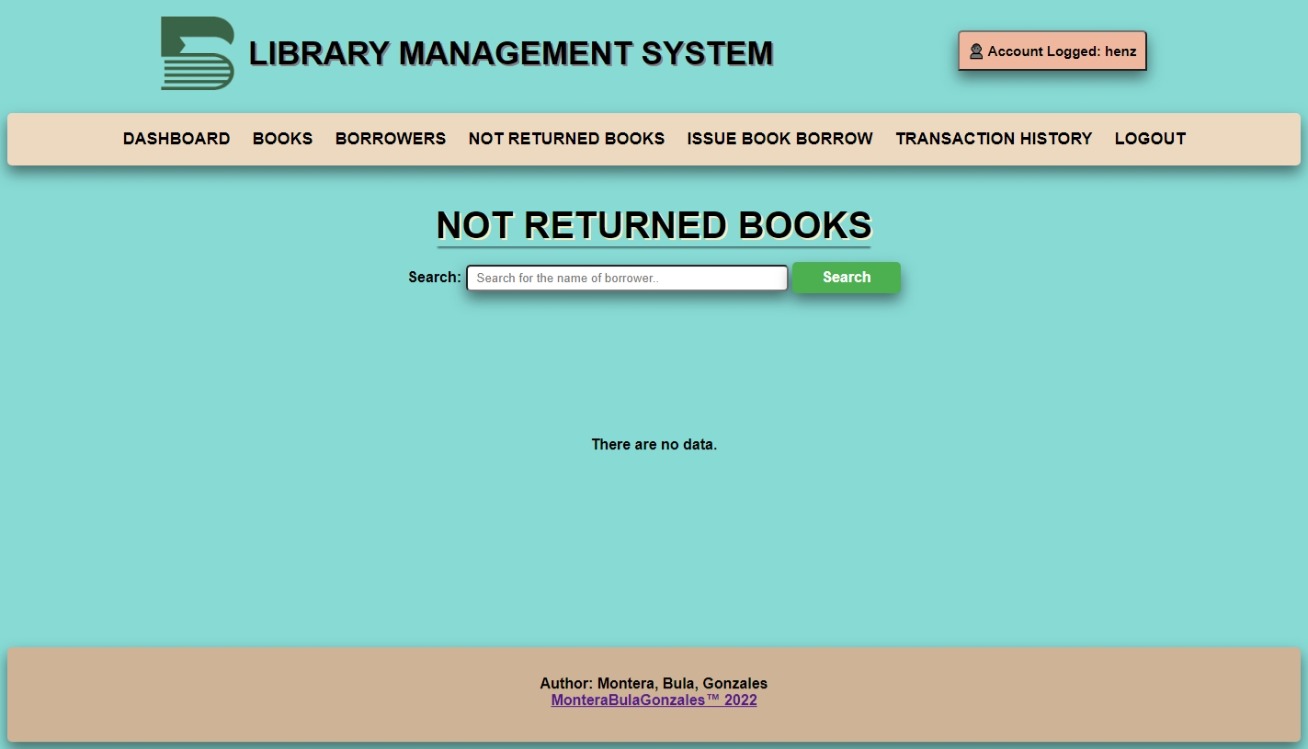 LIBRARY MANAGEMENT SYSTEM
Account Logged: henz
DASHBOARD BOOKS BORROWERS NOT RETURNED BOOKS ISSUE BOOK BORROW TRANSACTION HISTORY LOGOUT
NOT RETURNED BOOKS
Search: Search for the name of borrower.. Search
There are no data.
Author: Montera, Bula, Gonzales
MonteraBulaGonzales™ 2022